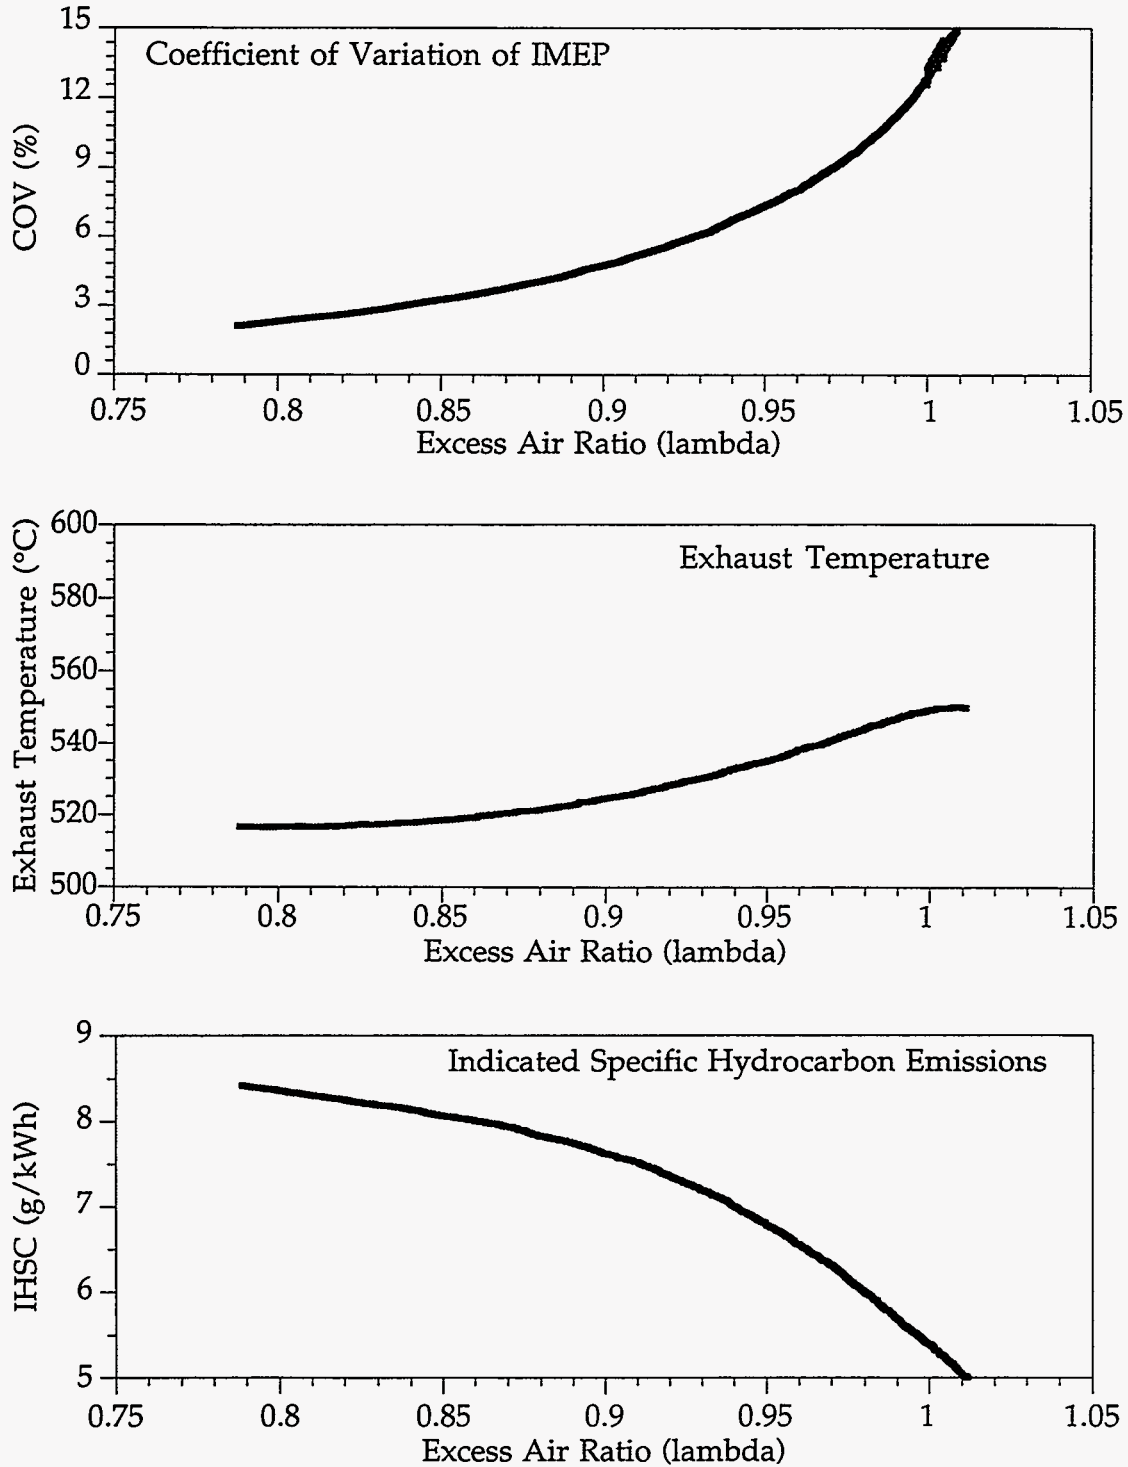 Coefficient of Variation of IMEP
COV (%)
15
12
9
6
3
0
0.75 0.8 0.85 0.9 0.95 1 1.05
Excess Air Ratio (lambda)
Exhaust Temperature
Exhaust Temperature (°C)
600
580
560
540
520
500
0.75 0.8 0.85 0.9 0.95 1 1.05
Excess Air Ratio (lambda)
Indicated Specific Hydrocarbon Emissions
IHSC (g/kWh)
9
8
7
6
5
0.75 0.8 0.85 0.9 0.95 1 1.05
Excess Air Ratio (lambda)